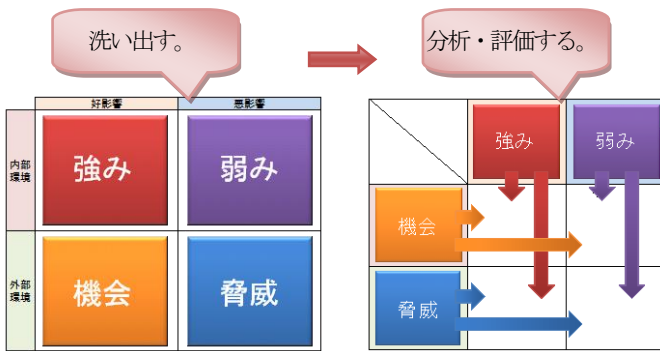 洗い出す。
分析・評価する。
好影響
悪影響
内部
環境
強み
弱み
外部
環境
機会
脅威
強み
弱み
機会
脅威